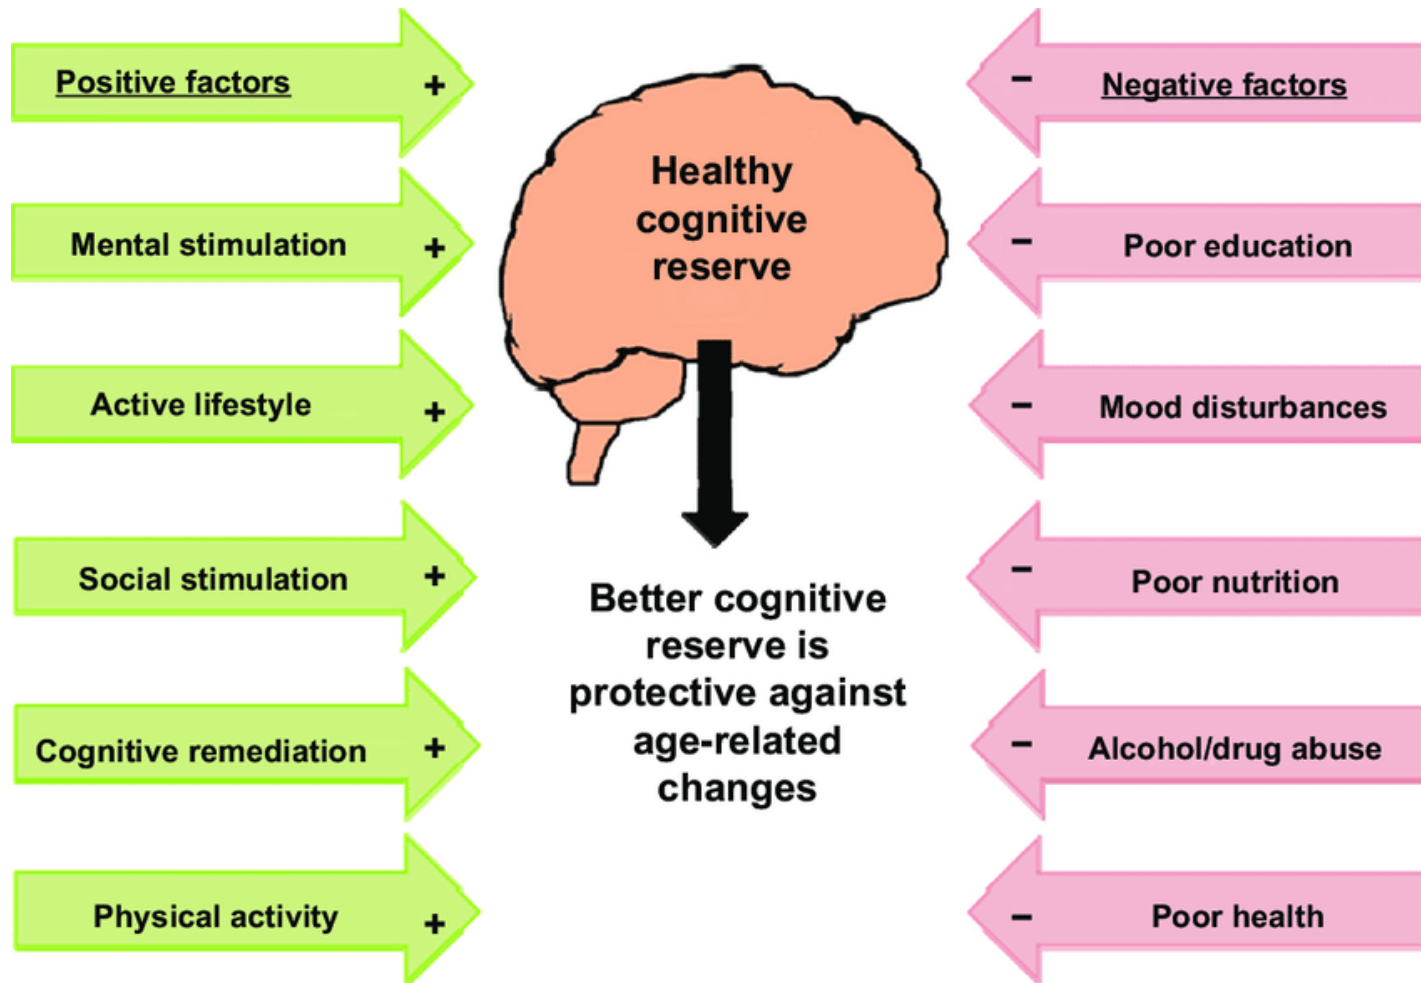 Positive factors +
Mental stimulation +
Active lifestyle +
Social stimulation +
Cognitive remediation +
Physical activity +
Healthy
cognitive
reserve
Better cognitive
reserve is
protective against
age-related
changes
− Negative factors
− Poor education
− Mood disturbances
− Poor nutrition
− Alcohol/drug abuse
− Poor health